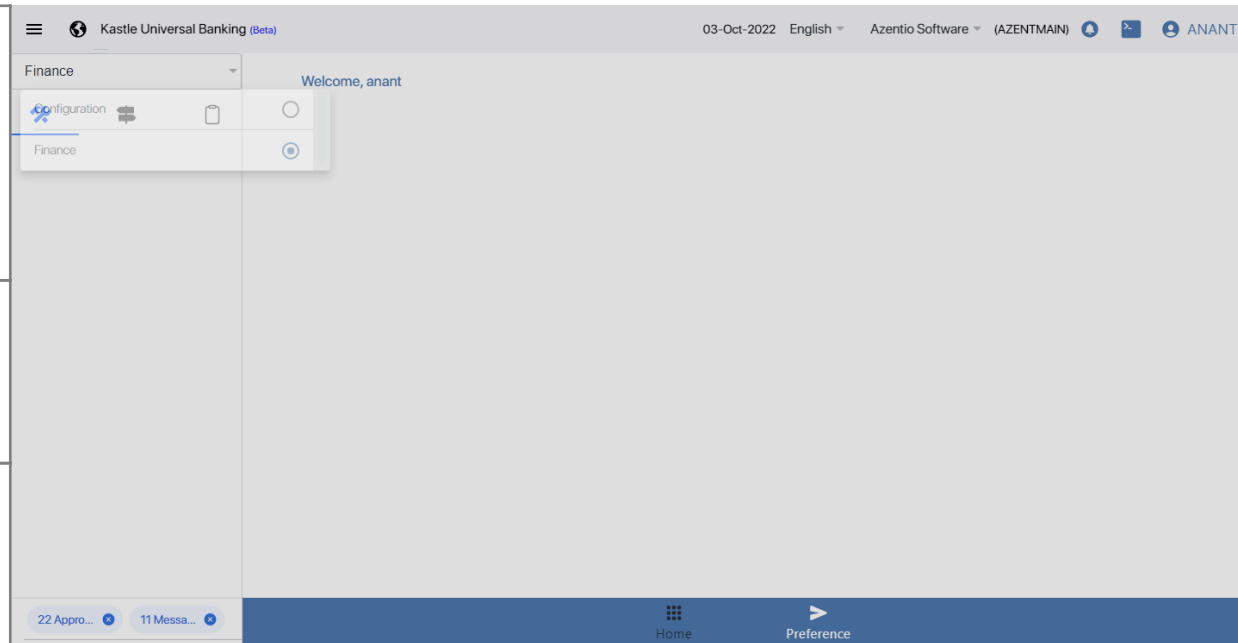 Kastle Universal Banking (Beta) 03-Oct-2022 English Azentio Software (AZENTMAIN) ANANT
Finance
Welcome, anant
Configuration
Finance
22 Appro... 11 Messa...
Home Preference